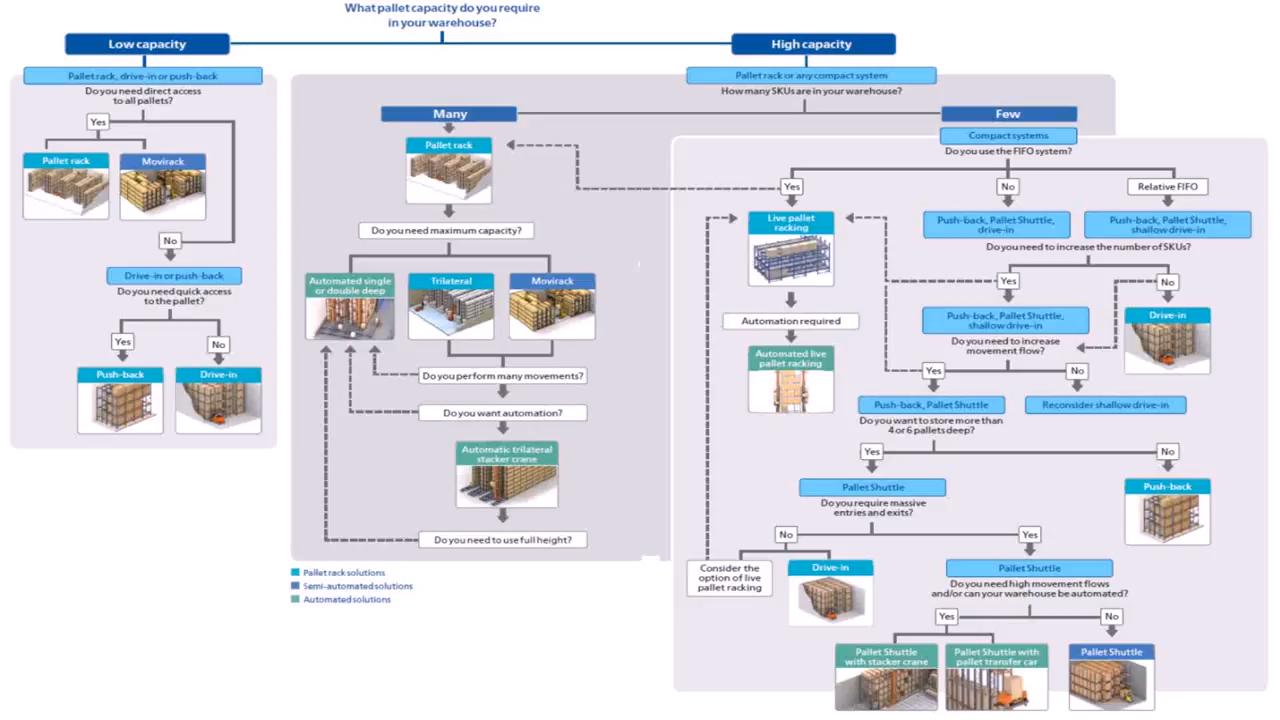 What pallet capacity do you require
in your warehouse?
Low capacity
High capacity
Pallet rack, drive-in or push-back
Do you need direct access
to all pallets?
Yes
Pallet rack
Movirack
No
Drive-in or push-back
Do you need quick access
to the pallet?
Yes
No
Push-back
Drive-in
Pallet rack or any compact system
How many SKUs are in your warehouse?
Many
Few
Pallet rack
Do you need maximum capacity?
Automated single
or double deep
Trilateral
Movirack
Do you perform many movements?
Do you want automation?
Automatic trilateral
stacker crane
Do you need to use full height?
Compact systems
Do you use the FIFO system?
Yes
No
Relative FIFO
Live pallet
racking
Push-back, Pallet Shuttle,
drive-in
Push-back, Pallet Shuttle,
shallow drive-in
Do you need to increase the number of SKUs?
Yes
No
Automation required
Automated live
pallet racking
Push-back, Pallet Shuttle,
shallow drive-in
Drive-in
Do you need to increase
movement flow?
Yes
No
Push-back, Pallet Shuttle
Reconsider shallow drive-in
Do you want to store more than
4 or 6 pallets deep?
Yes
No
Pallet Shuttle
Push-back
Do you require massive
entries and exits?
No
Yes
Consider the
option of live
pallet racking
Drive-in
Pallet Shuttle
Do you need high movement flows
and/or can your warehouse be automated?
Yes
No
Pallet Shuttle
with stacker crane
Pallet Shuttle with
pallet transfer car
Pallet Shuttle
Pallet rack solutions
Semi-automated solutions
Automated solutions